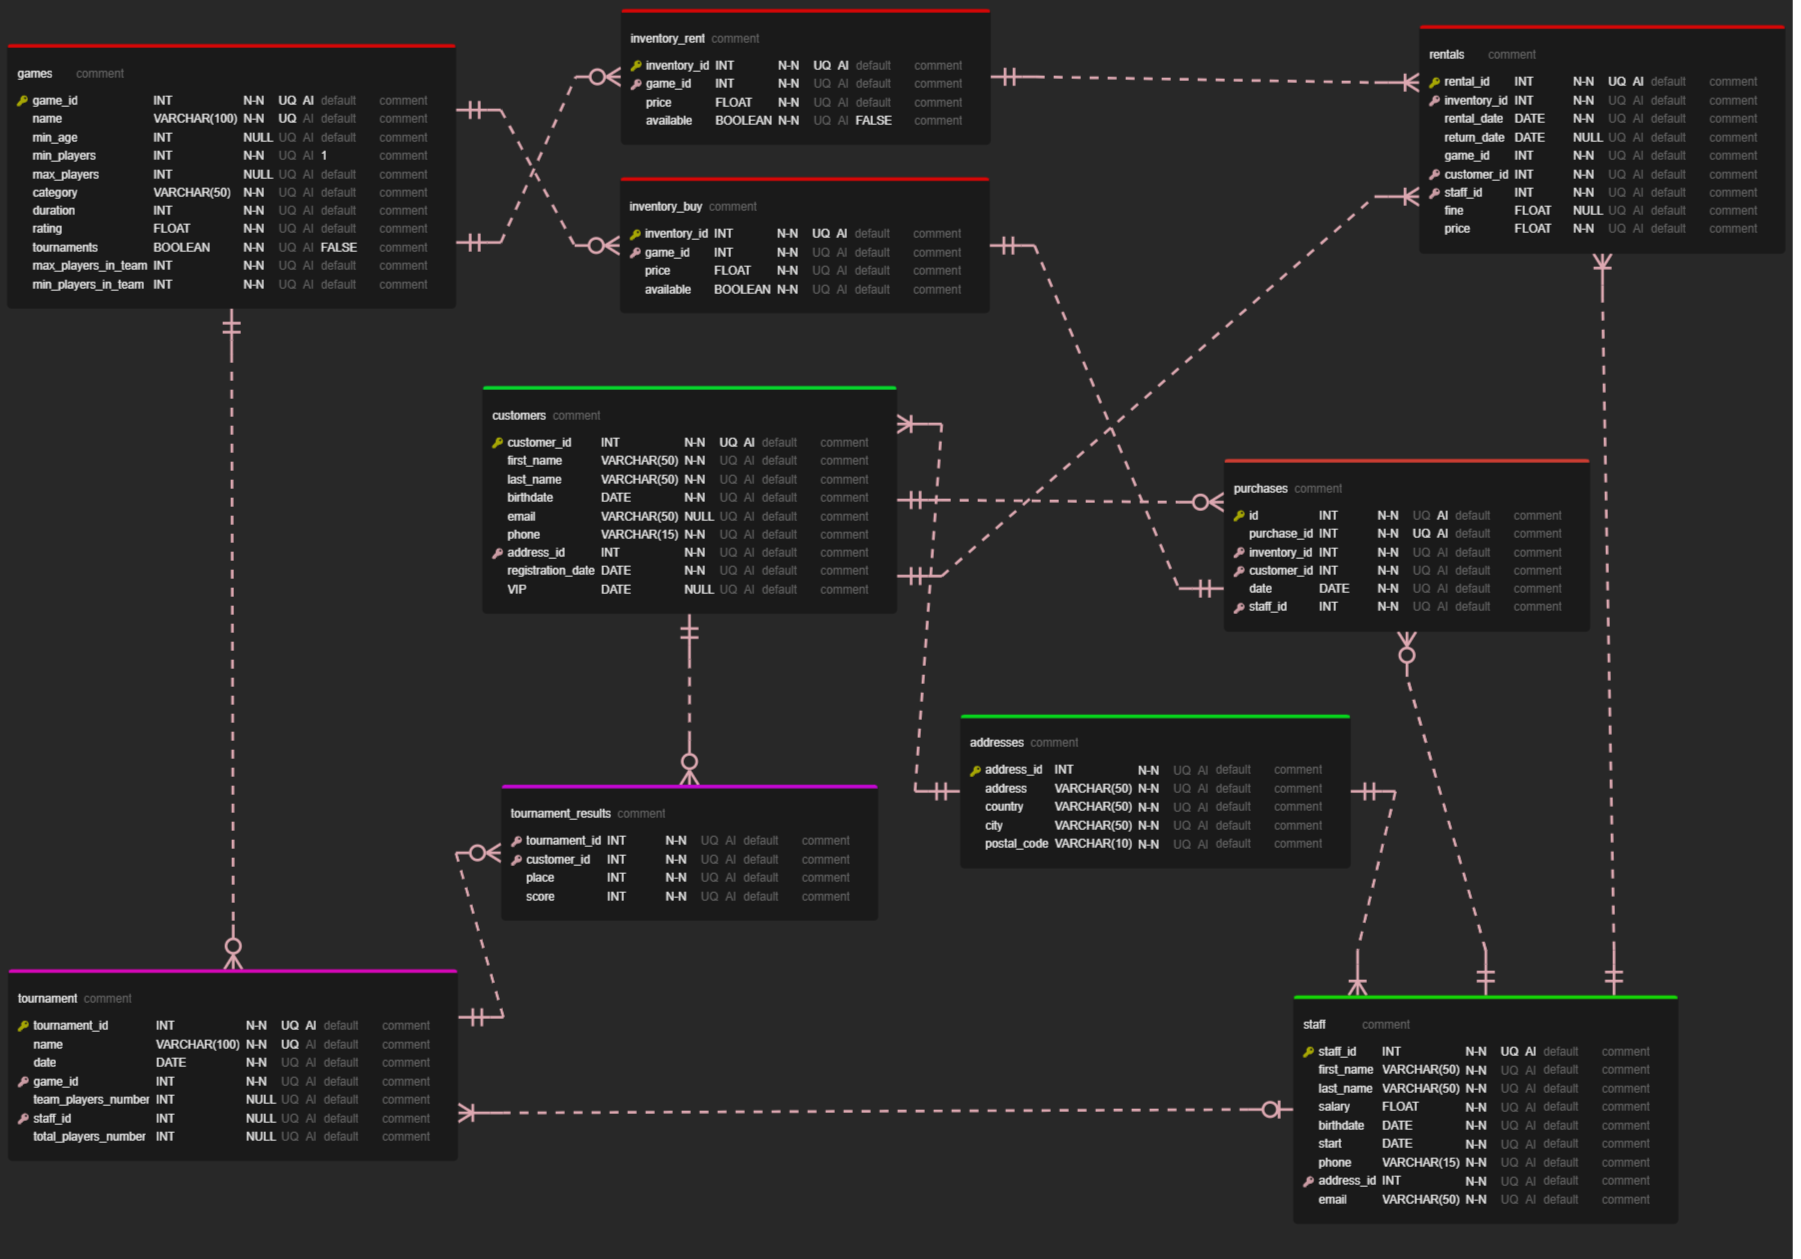 games comment
game_id INT N-N UQ AI default comment
name VARCHAR(100) N-N UQ AI default comment
min_age INT NULL UQ AI default comment
min_players INT N-N UQ AI 1 comment
max_players INT NULL UQ AI default comment
category VARCHAR(50) N-N UQ AI default comment
duration INT N-N UQ AI default comment
rating FLOAT N-N UQ AI default comment
tournaments BOOLEAN N-N UQ AI FALSE comment
max_players_in_team INT N-N UQ AI default comment
min_players_in_team INT N-N UQ AI default comment
inventory_rent comment
inventory_id INT N-N UQ AI default comment
game_id INT N-N UQ AI default comment
price FLOAT N-N UQ AI default comment
available BOOLEAN N-N UQ AI FALSE comment
rentals comment
rental_id INT N-N UQ AI default comment
inventory_id INT N-N UQ AI default comment
rental_date DATE N-N UQ AI default comment
return_date DATE NULL UQ AI default comment
game_id INT N-N UQ AI default comment
customer_id INT N-N UQ AI default comment
staff_id INT N-N UQ AI default comment
fine FLOAT NULL UQ AI default comment
price FLOAT N-N UQ AI default comment
inventory_buy comment
inventory_id INT N-N UQ AI default comment
game_id INT N-N UQ AI default comment
price FLOAT N-N UQ AI default comment
available BOOLEAN N-N UQ AI default comment
customers comment
customer_id INT N-N UQ AI default comment
first_name VARCHAR(50) N-N UQ AI default comment
last_name VARCHAR(50) N-N UQ AI default comment
birthdate DATE N-N UQ AI default comment
email VARCHAR(50) NULL UQ AI default comment
phone VARCHAR(15) N-N UQ AI default comment
address_id INT N-N UQ AI default comment
registration_date DATE N-N UQ AI default comment
VIP DATE NULL UQ AI default comment
purchases comment
id INT N-N UQ AI default comment
purchase_id INT N-N UQ AI default comment
inventory_id INT N-N UQ AI default comment
customer_id INT N-N UQ AI default comment
date DATE N-N UQ AI default comment
staff_id INT N-N UQ AI default comment
addresses comment
address_id INT N-N UQ AI default comment
address VARCHAR(50) N-N UQ AI default comment
country VARCHAR(50) N-N UQ AI default comment
city VARCHAR(50) N-N UQ AI default comment
postal_code VARCHAR(10) N-N UQ AI default comment
tournament_results comment
tournament_id INT N-N UQ AI default comment
customer_id INT N-N UQ AI default comment
place INT N-N UQ AI default comment
score INT N-N UQ AI default comment
tournament comment
tournament_id INT N-N UQ AI default comment
name VARCHAR(100) N-N UQ AI default comment
date DATE N-N UQ AI default comment
game_id INT N-N UQ AI default comment
team_players_number INT NULL UQ AI default comment
staff_id INT NULL UQ AI default comment
total_players_number INT NULL UQ AI default comment
staff comment
staff_id INT N-N UQ AI default comment
first_name VARCHAR(50) N-N UQ AI default comment
last_name VARCHAR(50) N-N UQ AI default comment
salary FLOAT N-N UQ AI default comment
birthdate DATE N-N UQ AI default comment
start DATE N-N UQ AI default comment
phone VARCHAR(15) N-N UQ AI default comment
address_id INT N-N UQ AI default comment
email VARCHAR(50) N-N UQ AI default comment